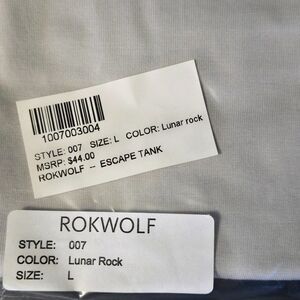 1007003004
STYLE: 007 SIZE: L COLOR: Lunar rock
MSRP: $44.00
ROKWOLF -- ESCAPE TANK
ROKWOLF
STYLE: 007
COLOR: Lunar Rock
SIZE: L